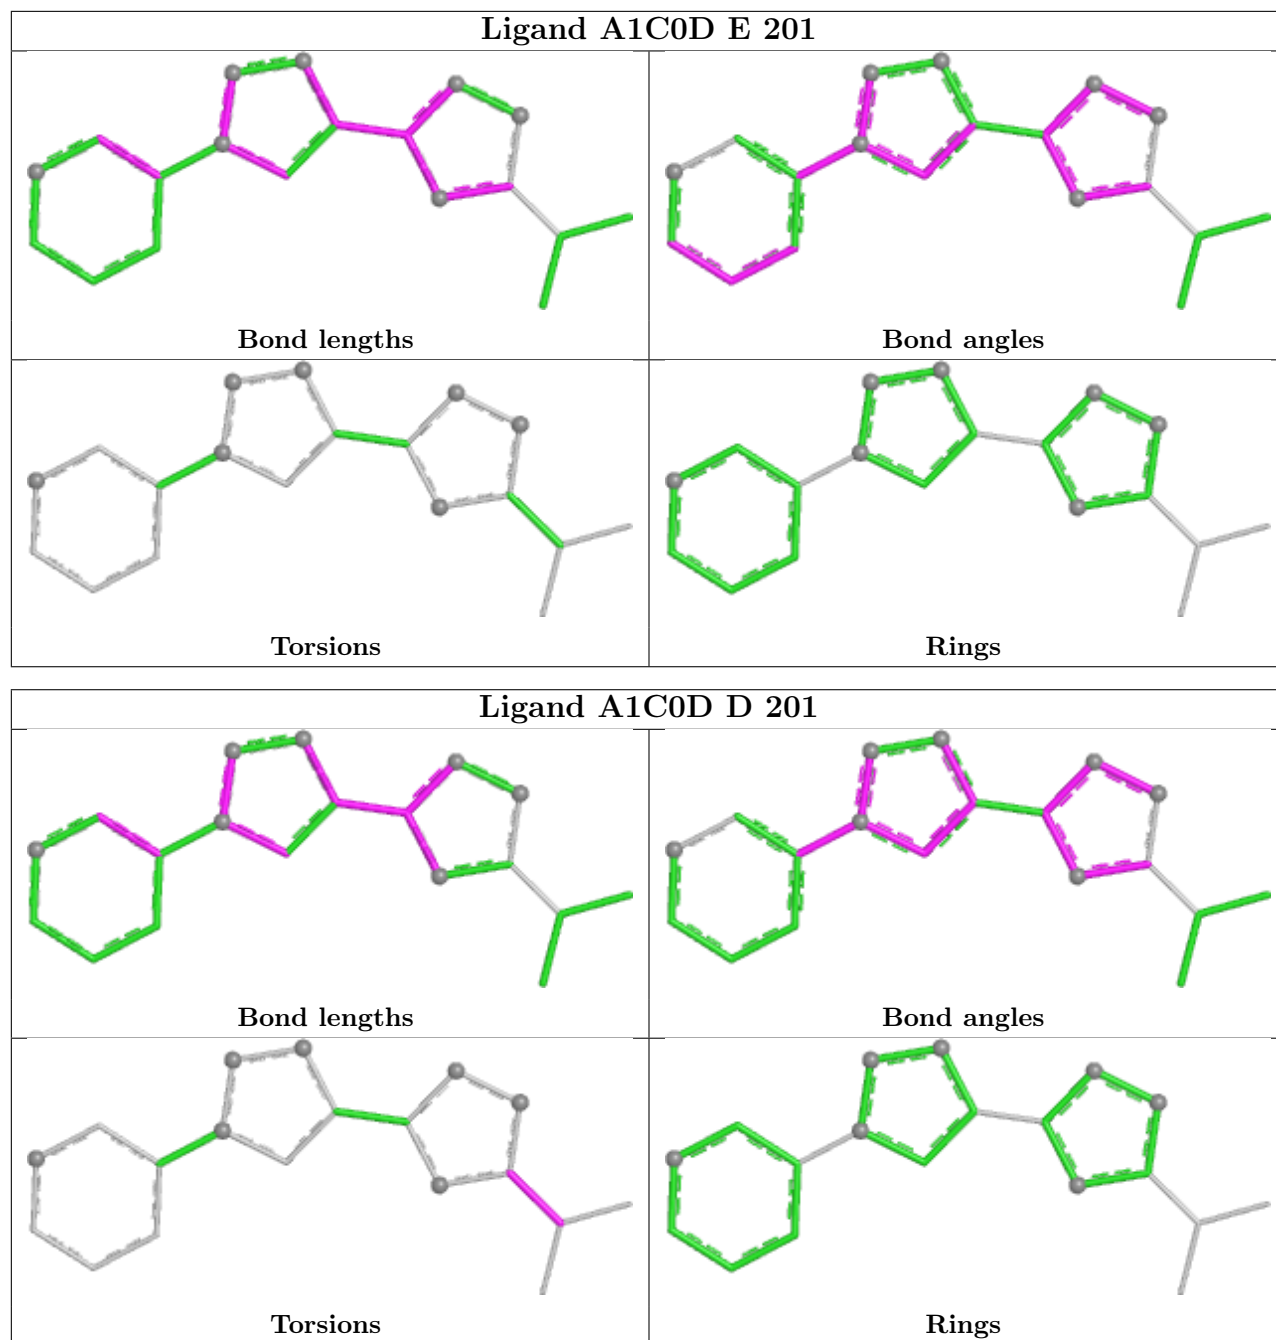 Ligand A1C0D E 201
Bond lengths
Bond angles
Torsions
Rings
Ligand A1C0D D 201
Bond lengths
Bond angles
Torsions
Rings